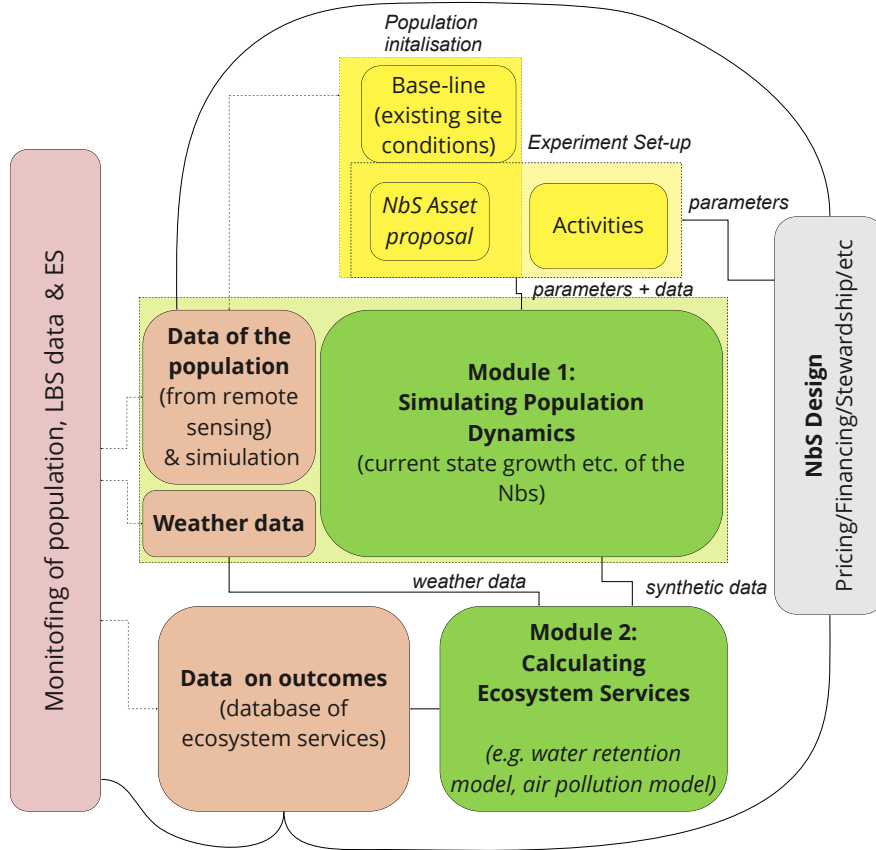 Population
initalisation
Base-line
(existing site
conditions)
Experiment Set-up
NbS Asset
proposal
Activities
parameters
parameters + data
Monitofing of population, LBS data & ES
Data of the
population
(from remote
sensing)
& simiulation
Weather data
Module 1:
Simulating Population
Dynamics
(current state growth etc. of the
Nbs)
NbS Design
Pricing/Financing/Stewardship/etc
weather data
synthetic data
Data on outcomes
(database of
ecosystem services)
Module 2:
Calculating
Ecosystem Services
(e.g. water retention
model, air pollution model)